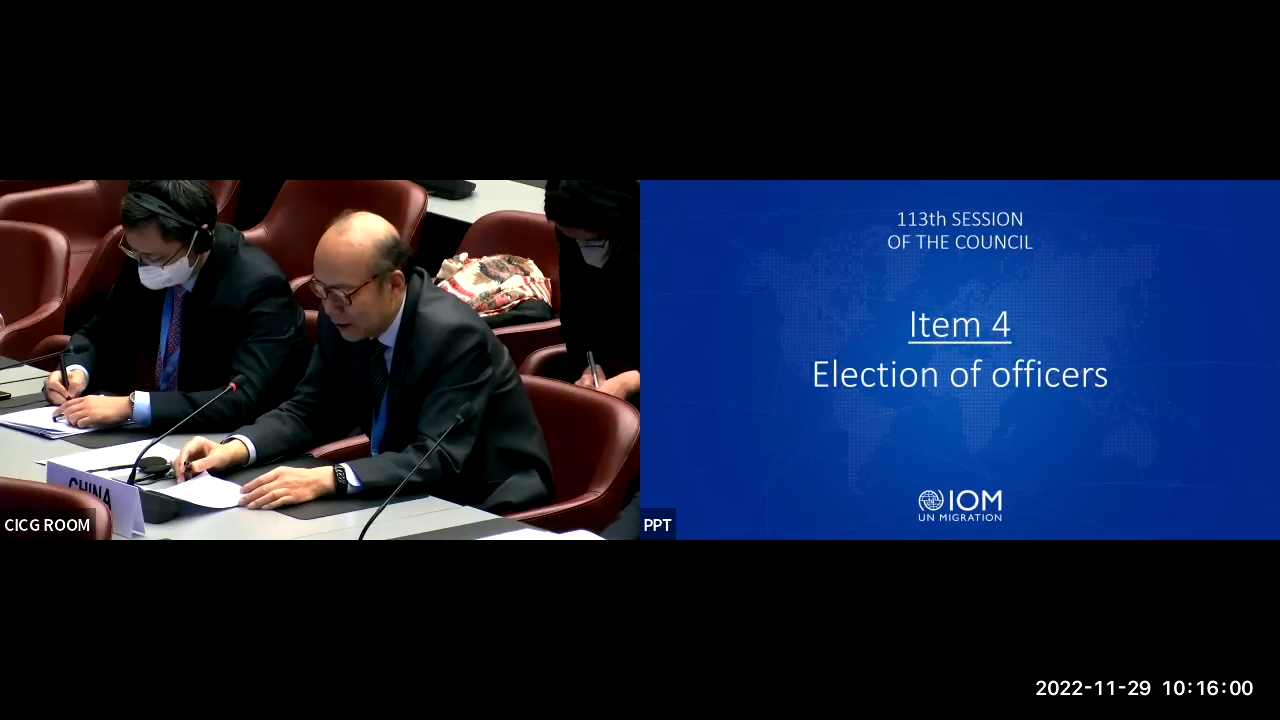 CHINA
CICG ROOM
113th SESSION
OF THE COUNCIL
Item 4
Election of officers
IOM
UN MIGRATION
PPT
2022-11-29 10:16:00